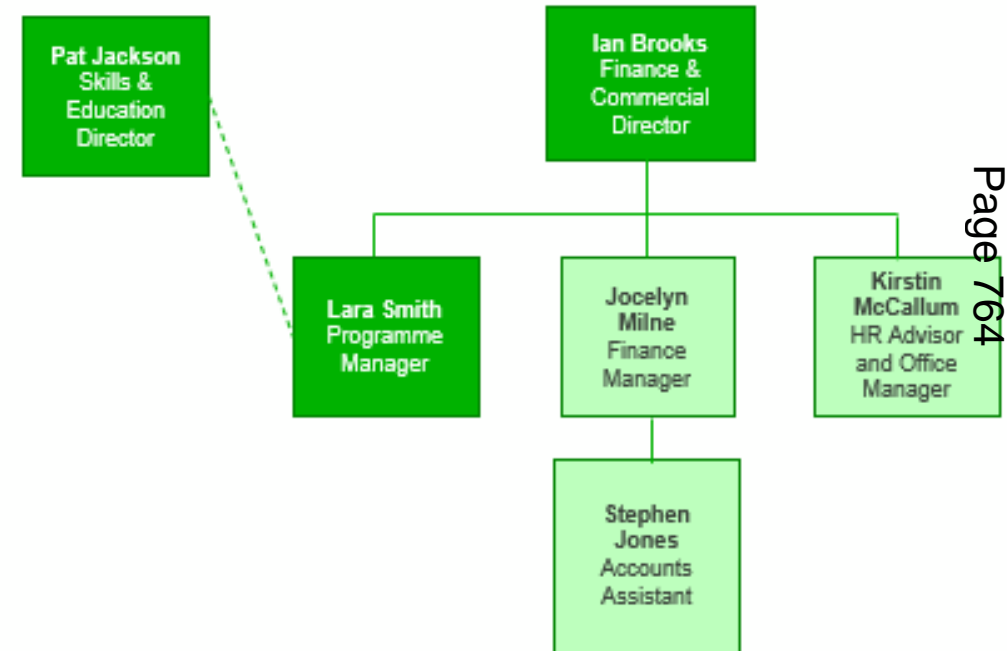 Pat Jackson
Skills &
Education
Director
Ian Brooks
Finance &
Commercial
Director
Lara Smith
Programme
Manager
Jocelyn
Milne
Finance
Manager
Kirstin
McCallum
HR Advisor
and Office
Manager
Stephen
Jones
Accounts
Assistant
Page 764